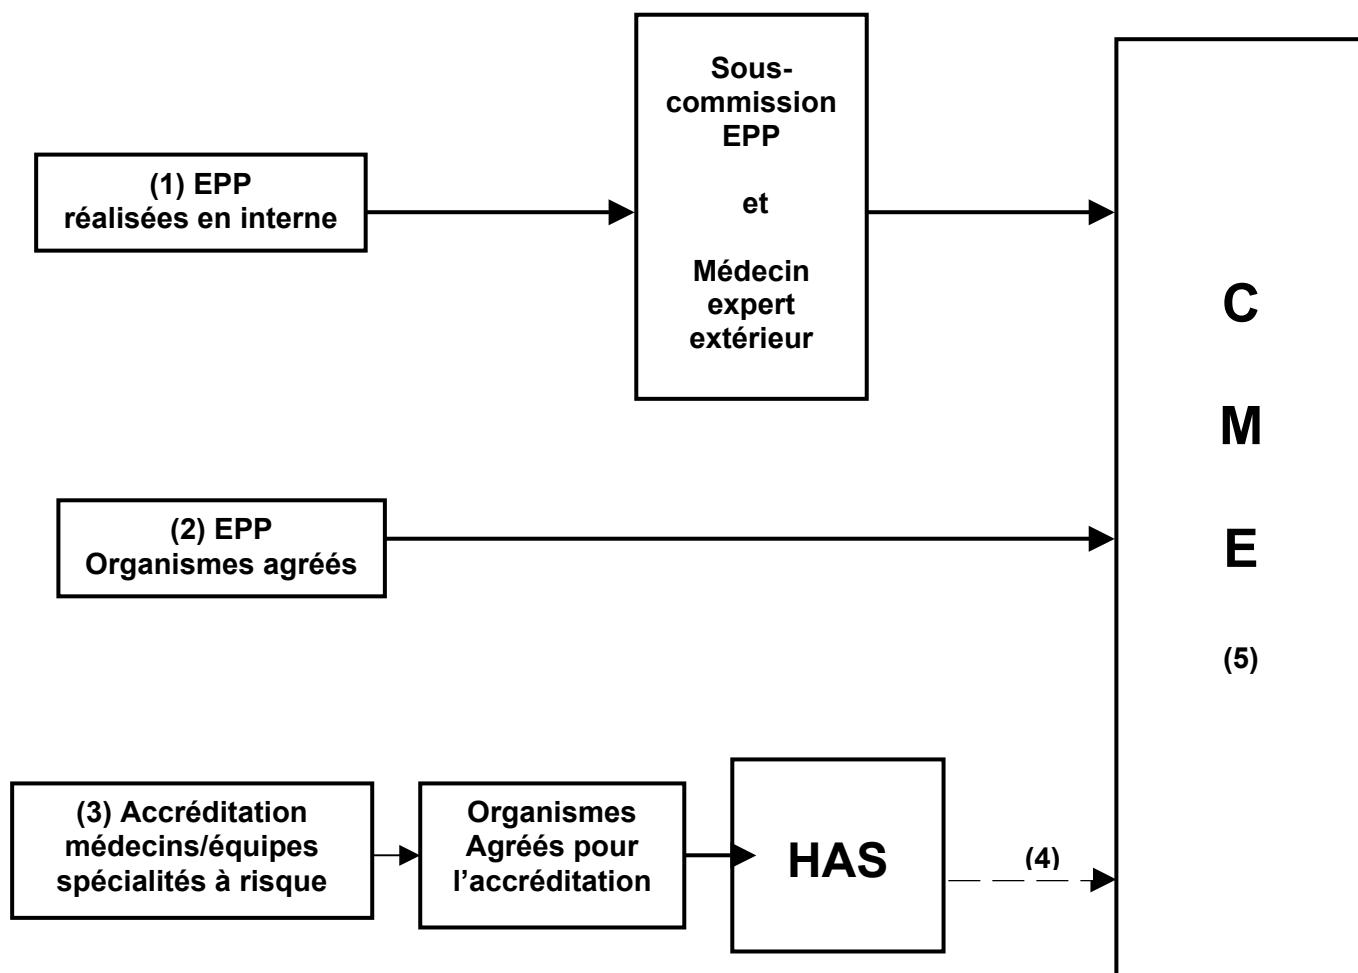 Sous-
commission
EPP
et
Médecin
expert
extérieur
(1) EPP
réalisées en interne
C
M
E
(5)
(2) EPP
Organismes agréés
(3) Accréditation
médecins/équipes
spécialités à risque
Organismes
Agréés pour
l’accréditation
HAS
(4)